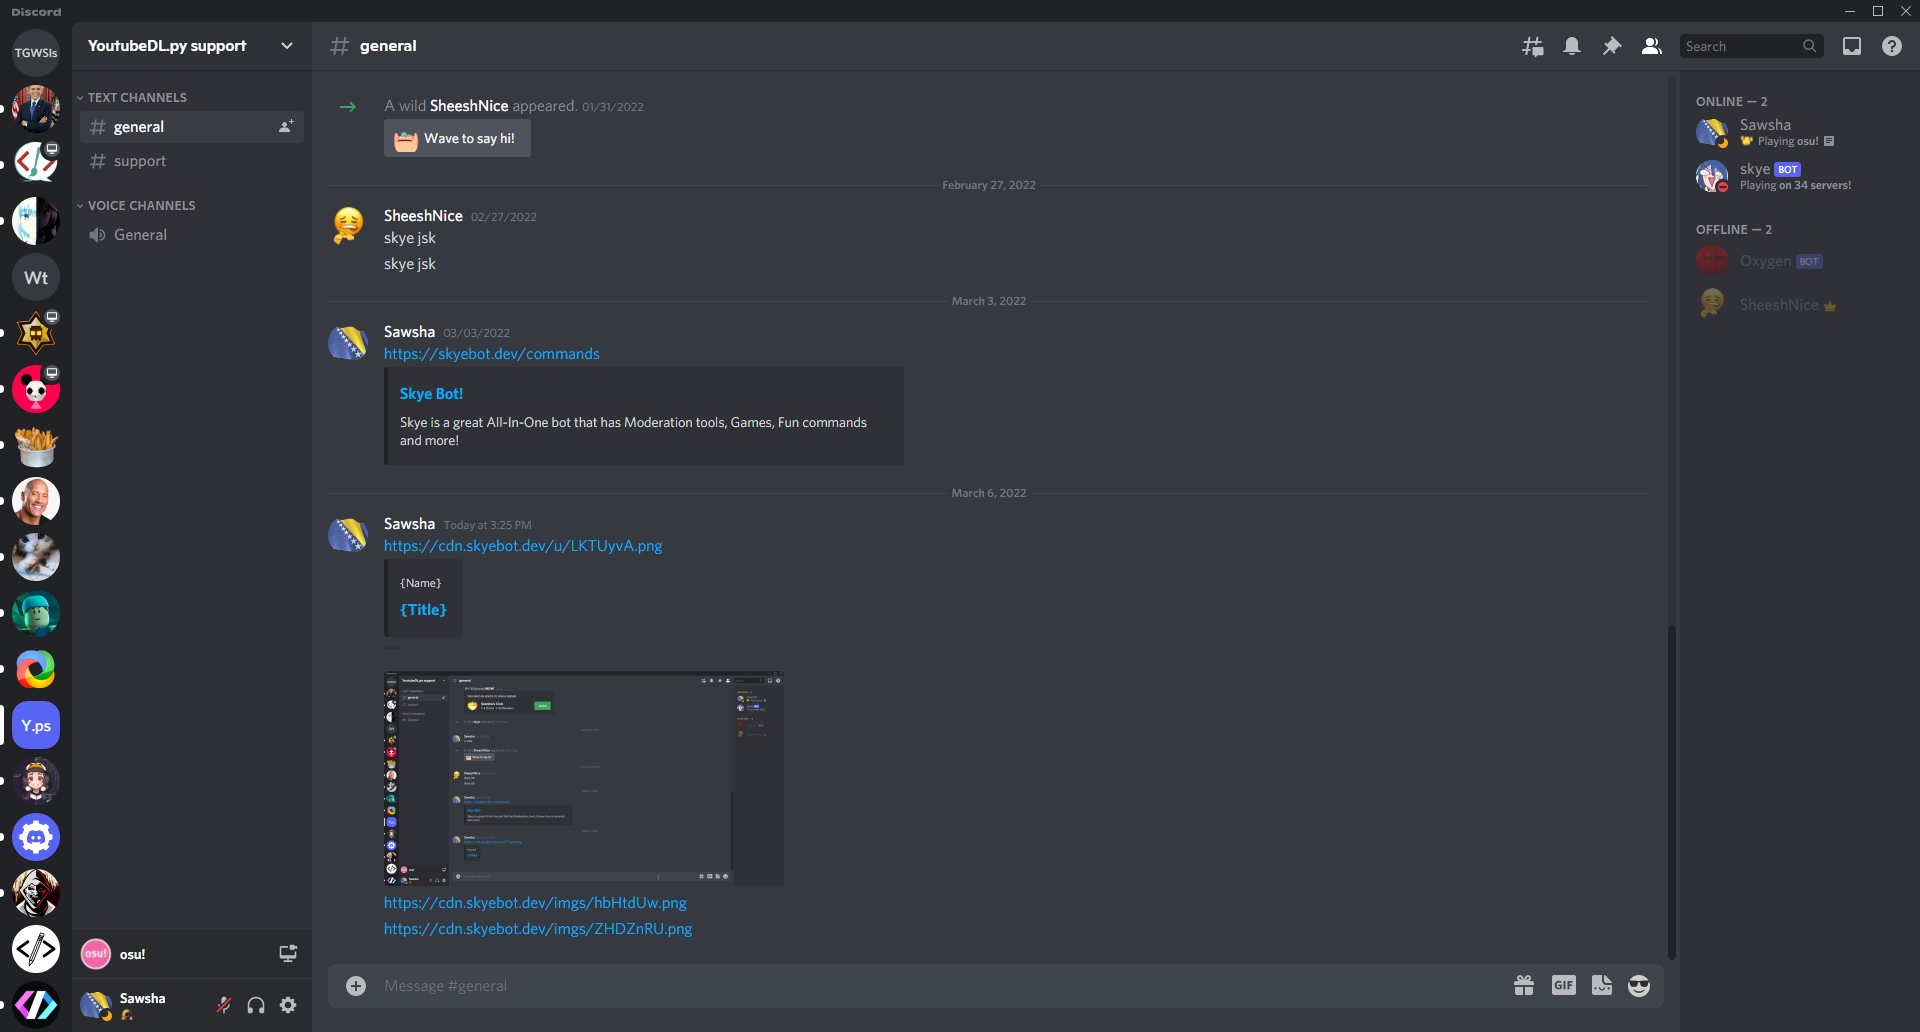 Discord
TGWSIs
YoutubeDL.py support
general
Search
TEXT CHANNELS
general
support
VOICE CHANNELS
General
Wt
Y.ps
osu!
osu!
Sawsha
A wild SheeshNice appeared. 01/31/2022
Wave to say hi!
February 27, 2022
SheeshNice 02/27/2022
skye jsk
skye jsk
March 3, 2022
Sawsha 03/03/2022
https://skyebot.dev/commands
Skye Bot!
Skye is a great All-In-One bot that has Moderation tools, Games, Fun commands
and more!
March 6, 2022
Sawsha Today at 3:25 PM
https://cdn.skyebot.dev/u/LKTUyvA.png
{Name}
{Title}
YoutubeDL.py support
general
https://cdn.skyebot.dev/imgs/hbHtdUw.png
https://cdn.skyebot.dev/imgs/ZHDZnRU.png
Message #general
GIF
ONLINE — 2
Sawsha
Playing osu!
skye BOT
Playing on 34 servers!
OFFLINE — 2
Oxygen BOT
SheeshNice